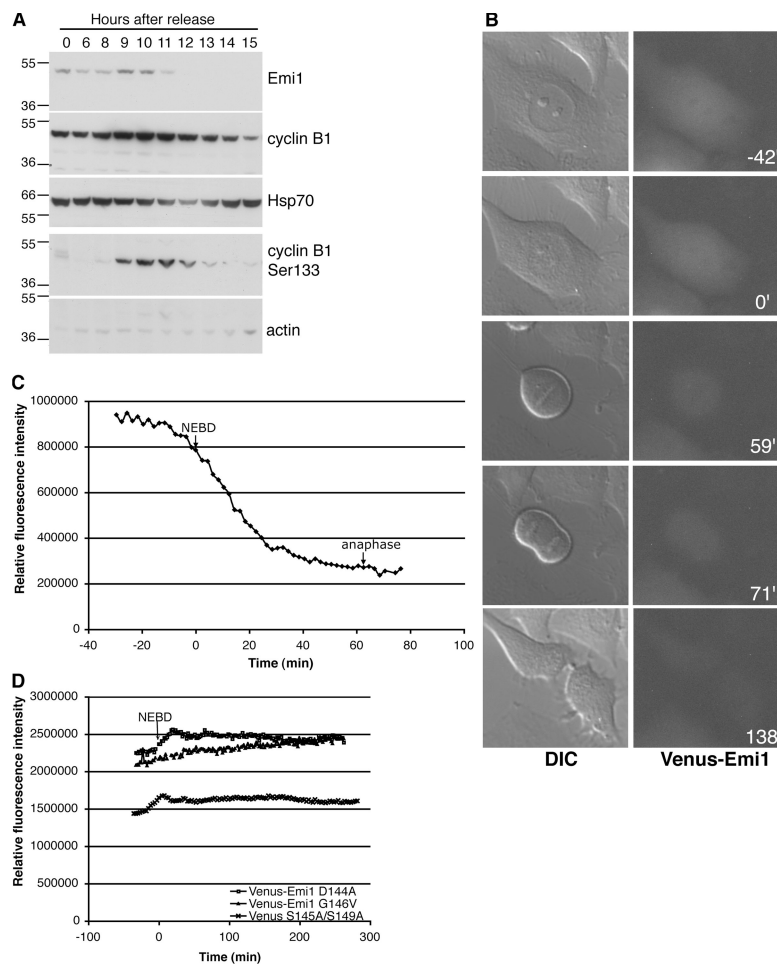 A
Hours after release
0 6 8 9 10 11 12 13 14 15
55
36
Emi1
55
36
cyclin B1
66
55
Hsp70
55
36
cyclin B1
Ser133
55
36
actin
B
-42'
0'
59'
71'
138
DIC
Venus-Emi1
C
Relative fluorescence intensity
1000000
800000
600000
400000
200000
0
NEBD
anaphase
-40 -20 0 20 40 60 80 100
Time (min)
D
Relative fluorescence intensity
3000000
2500000
2000000
1500000
1000000
500000
0
NEBD
Venus-Emi1 D144A
Venus-Emi1 G146V
Venus S145A/S149A
-100 0 100 200 300
Time (min)